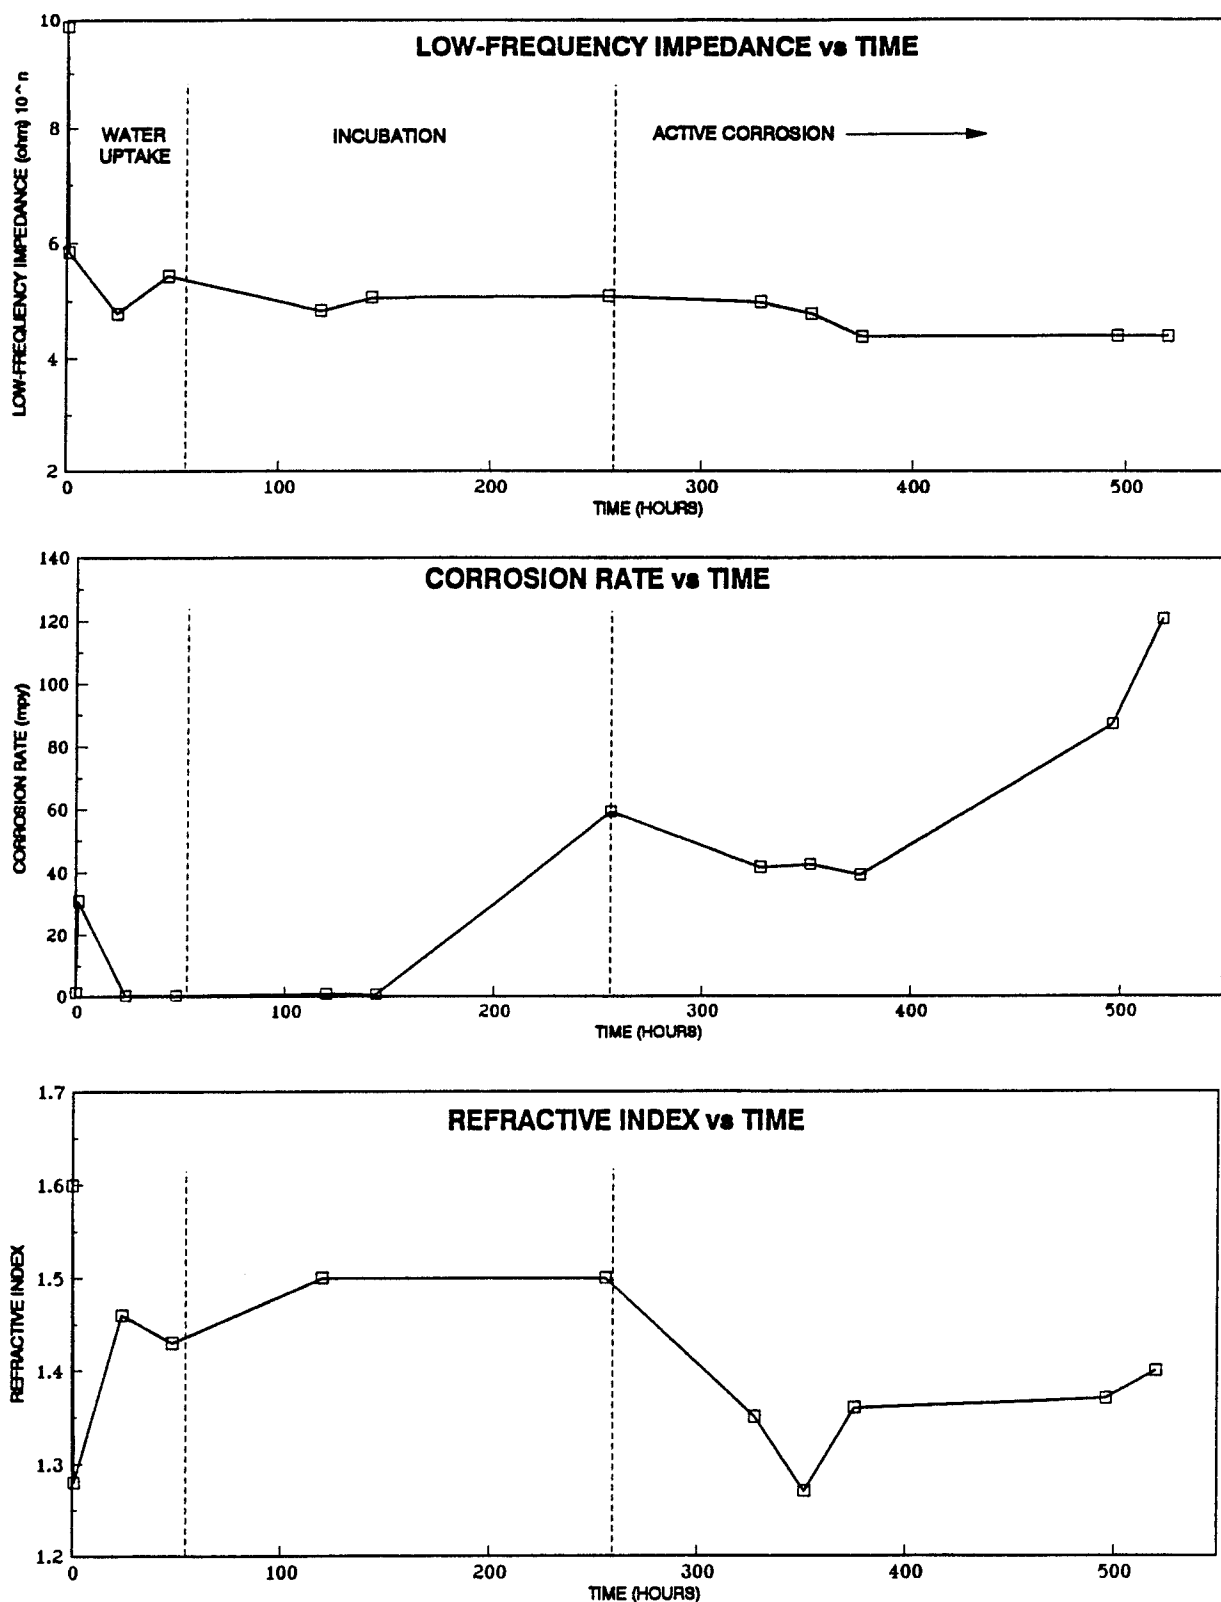 LOW-FREQUENCY IMPEDANCE vs TIME
LOW-FREQUENCY IMPEDANCE (ohm) 10^n
10
8
6
4
2
WATER
UPTAKE
INCUBATION
ACTIVE CORROSION
0 100 200 300 400 500
TIME (HOURS)
CORROSION RATE vs TIME
CORROSION RATE (mpy)
140
120
100
80
60
40
20
0
0 100 200 300 400 500
TIME (HOURS)
REFRACTIVE INDEX vs TIME
REFRACTIVE INDEX
1.7
1.6
1.5
1.4
1.3
1.2
0 100 200 300 400 500
TIME (HOURS)